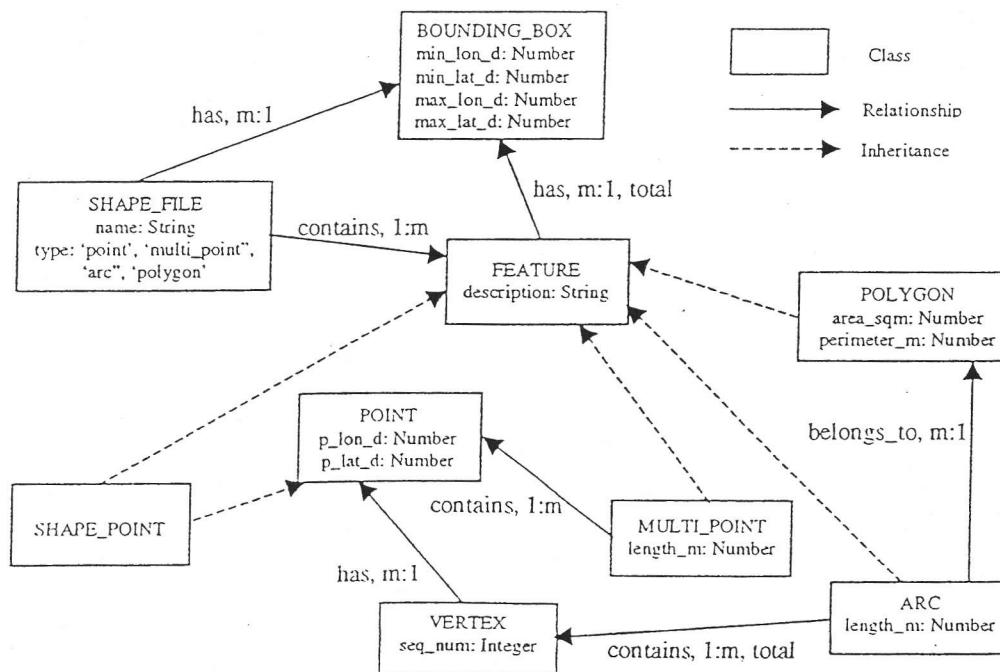 BOUNDING_BOX
min_lon_d: Number
min_lat_d: Number
max_lon_d: Number
max_lat_d: Number
Class
Relationship
Inheritance
has, m:1
has, m:1, total
SHAPE_FILE
name: String
type: ‘point’, ‘multi_point”,
‘arc”, ‘polygon’
contains, 1:m
FEATURE
description: String
POLYGON
area_sqm: Number
perimeter_m: Number
POINT
p_lon_d: Number
p_lat_d: Number
belongs_to, m:1
SHAPE_POINT
contains, 1:m
MULTI_POINT
length_m: Number
has, m:1
VERTEX
seq_num: Integer
ARC
length_m: Number
contains, 1:m, total